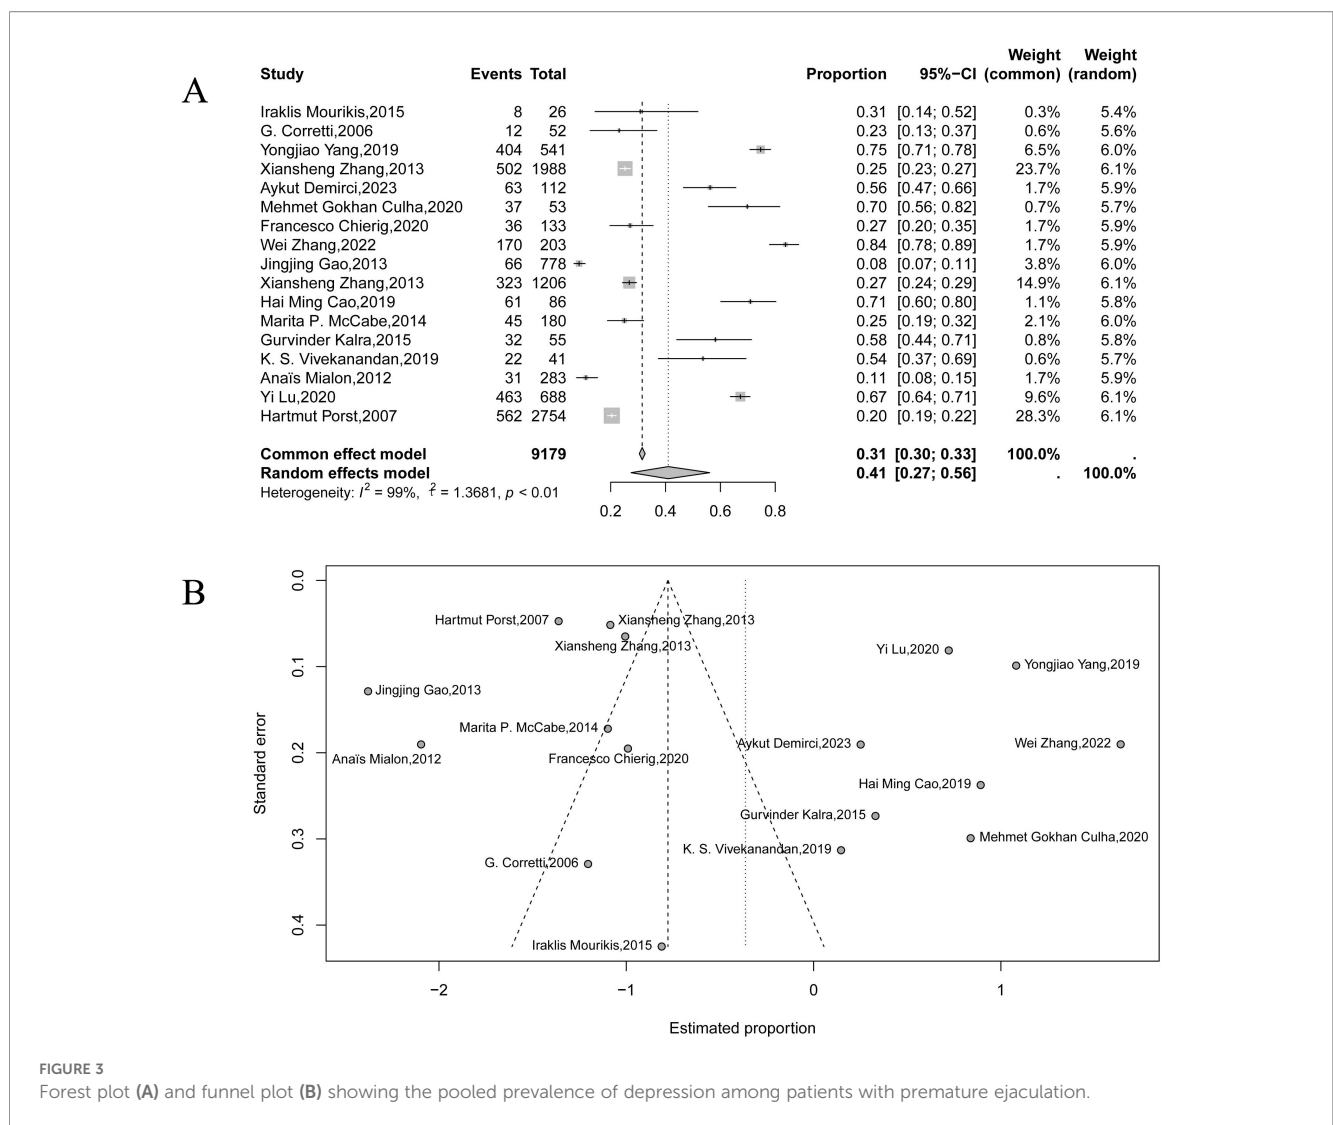 A
Weight Weight
Study Events Total Proportion 95%−CI (common) (random)
Iraklis Mourikis,2015 8 26 0.31 [0.14; 0.52] 0.3% 5.4%
G. Corretti,2006 12 52 0.23 [0.13; 0.37] 0.6% 5.6%
Yongjiao Yang,2019 404 541 0.75 [0.71; 0.78] 6.5% 6.0%
Xiansheng Zhang,2013 502 1988 0.25 [0.23; 0.27] 23.7% 6.1%
Aykut Demirci,2023 63 112 0.56 [0.47; 0.66] 1.7% 5.9%
Mehmet Gokhan Culha,2020 37 53 0.70 [0.56; 0.82] 0.7% 5.7%
Francesco Chierig,2020 36 133 0.27 [0.20; 0.35] 1.7% 5.9%
Wei Zhang,2022 170 203 0.84 [0.78; 0.89] 1.7% 5.9%
Jingjing Gao,2013 66 778 0.08 [0.07; 0.11] 3.8% 6.0%
Xiansheng Zhang,2013 323 1206 0.27 [0.24; 0.29] 14.9% 6.1%
Hai Ming Cao,2019 61 86 0.71 [0.60; 0.80] 1.1% 5.8%
Marita P. McCabe,2014 45 180 0.25 [0.19; 0.32] 2.1% 6.0%
Gurvinder Kalra,2015 32 55 0.58 [0.44; 0.71] 0.8% 5.8%
K. S. Vivekanandan,2019 22 41 0.54 [0.37; 0.69] 0.6% 5.7%
Anaïs Mialon,2012 31 283 0.11 [0.08; 0.15] 1.7% 5.9%
Yi Lu,2020 463 688 0.67 [0.64; 0.71] 9.6% 6.1%
Hartmut Porst,2007 562 2754 0.20 [0.19; 0.22] 28.3% 6.1%
Common effect model 9179 0.31 [0.30; 0.33] 100.0% .
Random effects model 0.41 [0.27; 0.56] . 100.0%
Heterogeneity: I² = 99%, ² = 1.3681, p < 0.01
0.2 0.4 0.6 0.8
B
0.0
Hartmut Porst,2007 Xiansheng Zhang,2013
Xiansheng Zhang,2013
Yi Lu,2020
Yongjiao Yang,2019
0.1
Jingjing Gao,2013
Marita P. McCabe,2014
Aykut Demirci,2023
Wei Zhang,2022
0.2
Anaïs Mialon,2012
Francesco Chierig,2020
Hai Ming Cao,2019
Gurvinder Kalra,2015
0.3
Mehmet Gokhan Culha,2020
K. S. Vivekanandan,2019
G. Corretti,2006
0.4
Iraklis Mourikis,2015
Standard error
−2 −1 0 1
Estimated proportion
FIGURE 3
Forest plot (A) and funnel plot (B) showing the pooled prevalence of depression among patients with premature ejaculation.